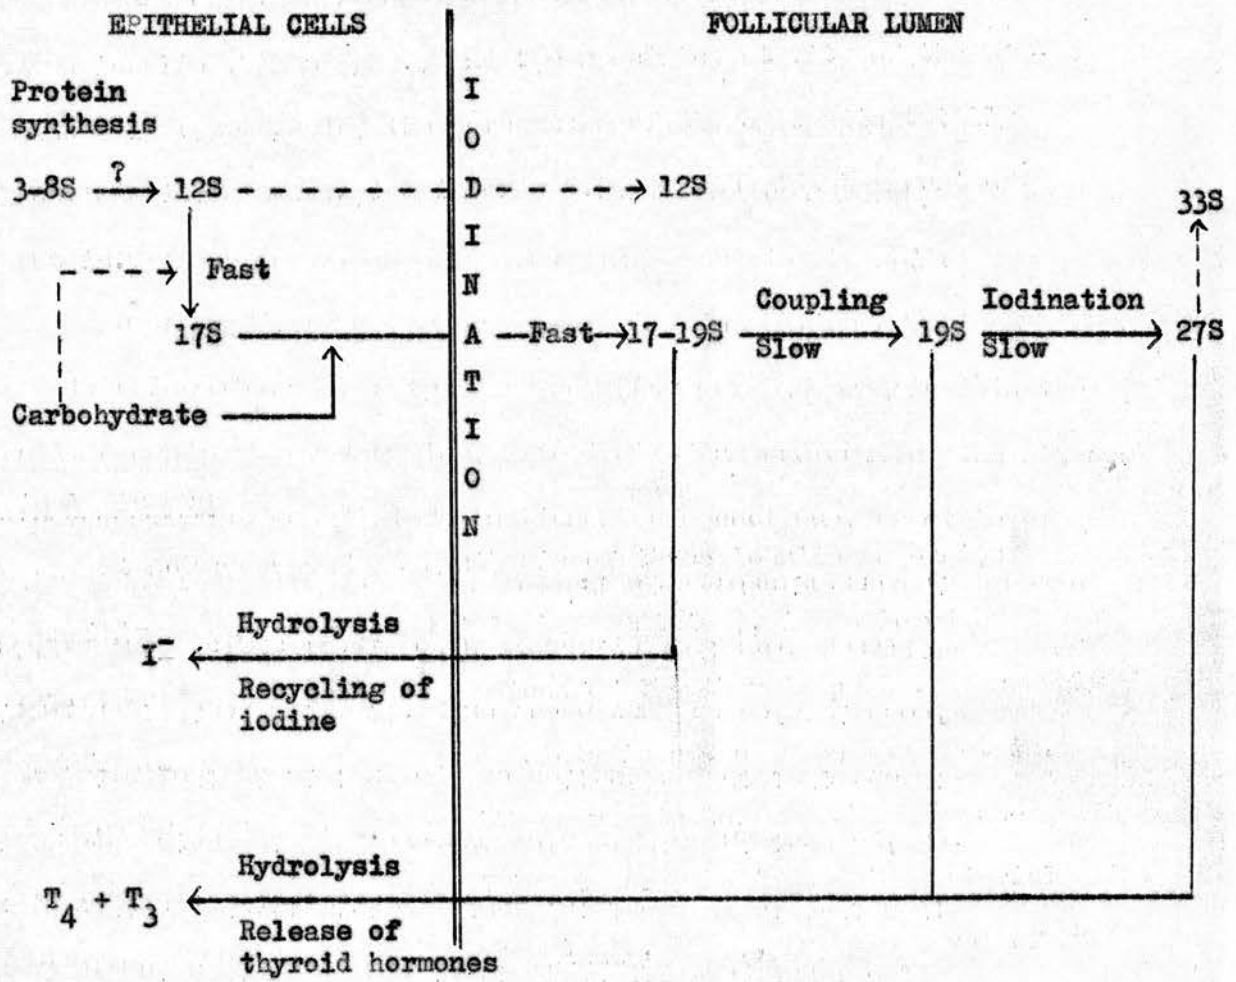 EPITHELIAL CELLS
FOLLICULAR LUMEN
Protein
synthesis
3-8S ? 12S
12S
Fast
17S
Carbohydrate
I
O
D
I
N
A
T
I
O
N
Fast 17-19S
Coupling
Slow
19S
Iodination
Slow
27S
33S
Hydrolysis
I⁻
Recycling of
iodine
Hydrolysis
T₄ + T₃
Release of
thyroid hormones